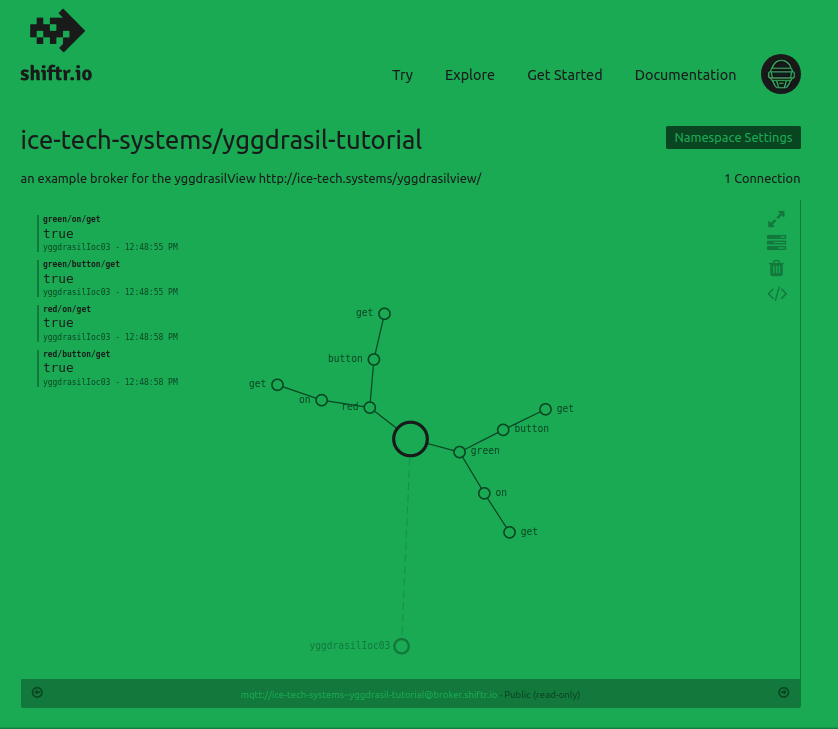 shiftr.io
Try Explore Get Started Documentation
ice-tech-systems/yggdrasil-tutorial
Namespace Settings
an example broker for the yggdrasilView http://ice-tech.systems/yggdrasilview/
1 Connection
green/on/get
true
yggdrasilIoc03 - 12:48:55 PM
green/button/get
true
yggdrasilIoc03 - 12:48:55 PM
red/on/get
true
yggdrasilIoc03 - 12:48:58 PM
red/button/get
true
yggdrasilIoc03 - 12:48:58 PM
get
button
get
on
red
get
button
green
on
get
yggdrasilIoc03
mqtt://ice-tech-systems--yggdrasil-tutorial@broker.shiftr.io - Public (read-only)